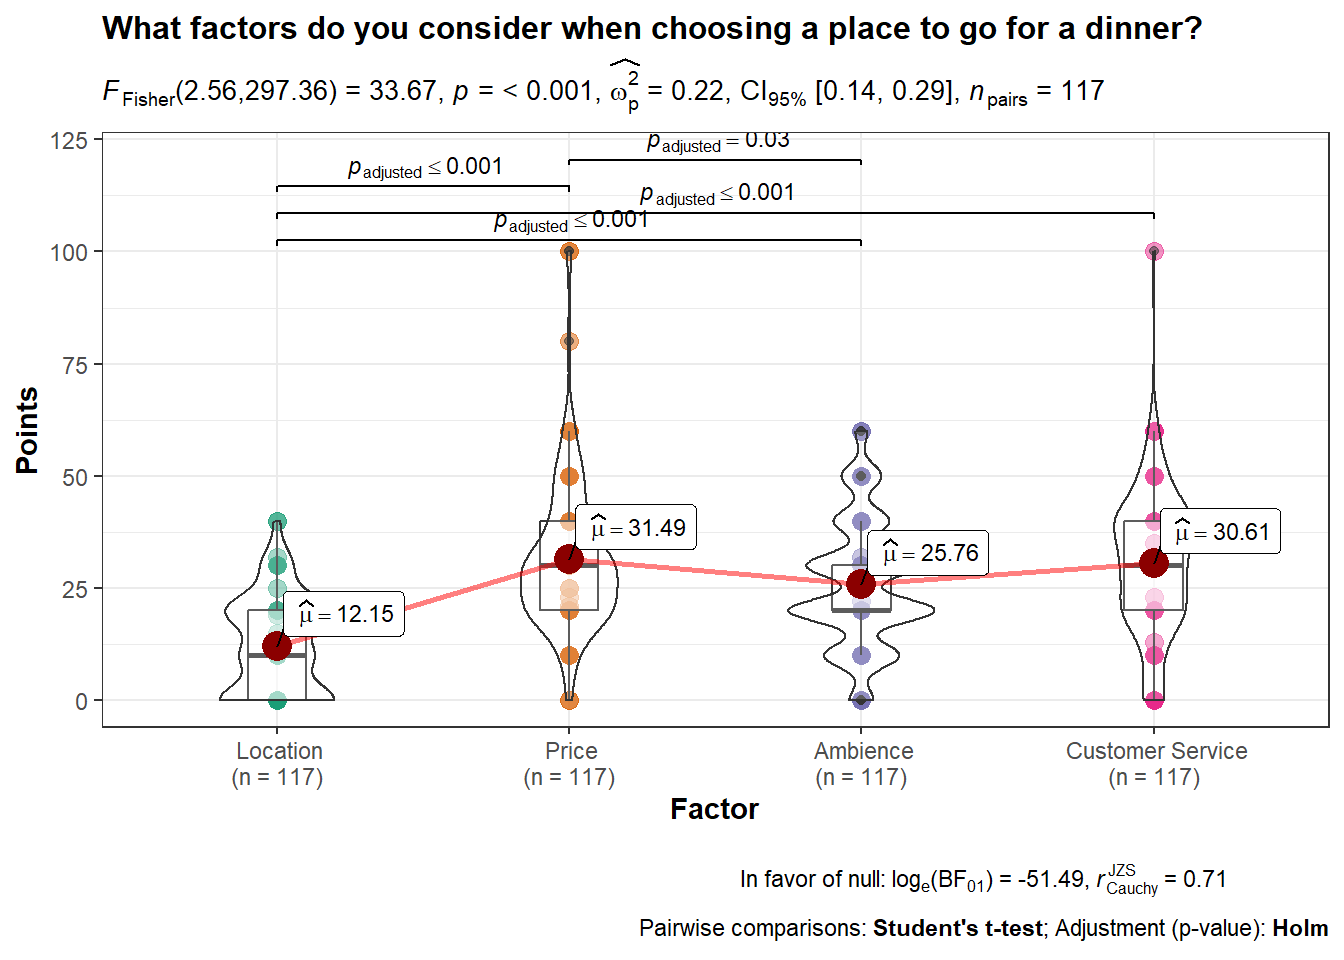 What factors do you consider when choosing a place to go for a dinner?
F Fisher(2.56,297.36) = 33.67, p = < 0.001, ω̂²p = 0.22, CI95% [0.14, 0.29], npairs = 117
Points
125
100
75
50
25
0
padjusted = 0.03
padjusted ≤ 0.001
padjusted ≤ 0.001
padjusted ≤ 0.001
μ̂ = 12.15
μ̂ = 31.49
μ̂ = 25.76
μ̂ = 30.61
Location
(n = 117)
Price
(n = 117)
Ambience
(n = 117)
Customer Service
(n = 117)
Factor
In favor of null: loge(BF01) = -51.49, rJZSCauchy = 0.71
Pairwise comparisons: Student's t-test; Adjustment (p-value): Holm